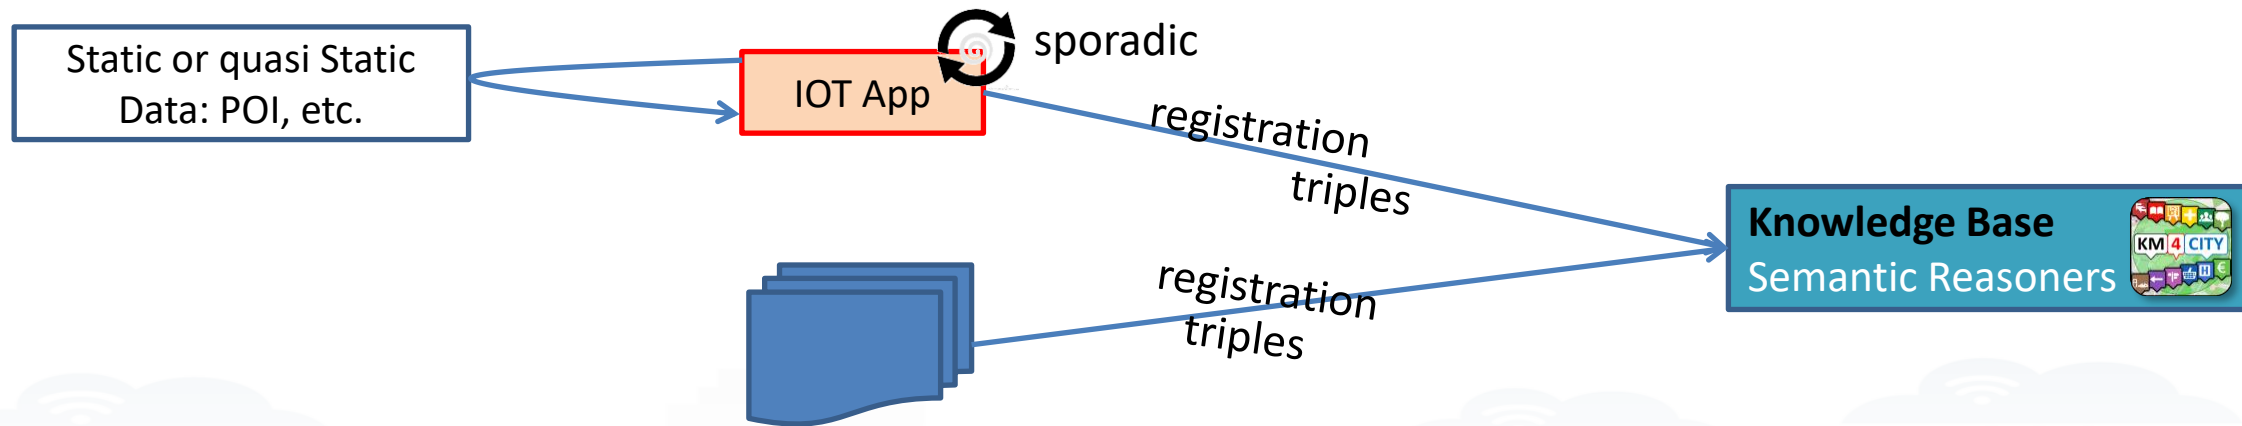 Static or quasi Static
Data: POI, etc.
IOT App
sporadic
registration
triples
registration
triples
Knowledge Base
Semantic Reasoners
KM 4 CITY